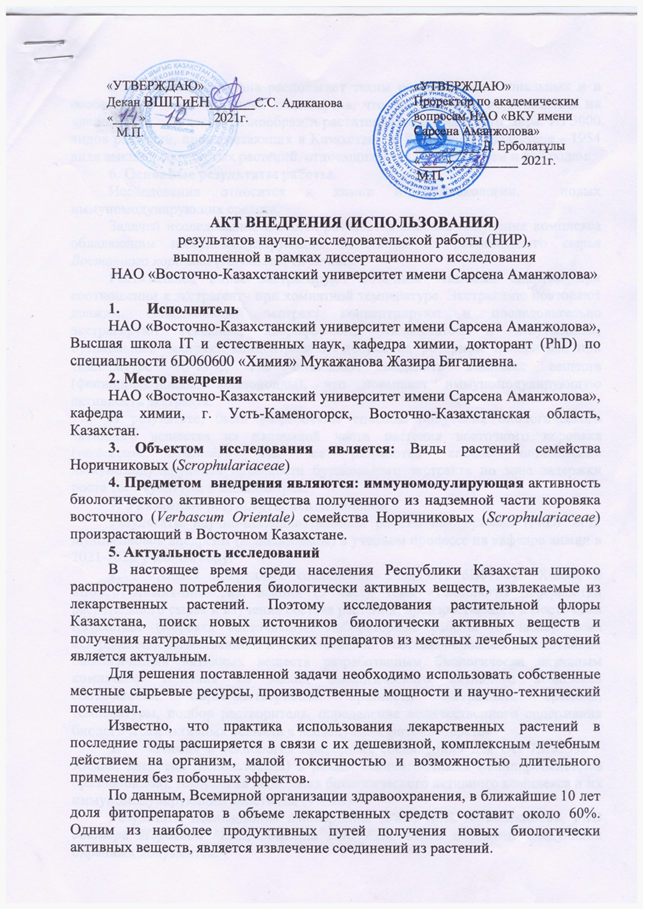 «УТВЕРЖДАЮ»
Декан ВШИТиЕН С.С. Адиканова
« 14 » 10 2021г.
М.П.
«УТВЕРЖДАЮ»
Проректор по академическим
вопросам НАО «ВКУ имени
Сарсена Аманжолова»
Д. Ерболатұлы
2021г.
М.П.
АКТ ВНЕДРЕНИЯ (ИСПОЛЬЗОВАНИЯ)
результатов научно-исследовательской работы (НИР),
выполненной в рамках диссертационного исследования
НАО «Восточно-Казахстанский университет имени Сарсена Аманжолова»
1. Исполнитель
НАО «Восточно-Казахстанский университет имени Сарсена Аманжолова»,
Высшая школа IT и естественных наук, кафедра химии, докторант (PhD) по
специальности 6D060600 «Химия» Мукажанова Жазира Бигалиевна.
2. Место внедрения
НАО «Восточно-Казахстанский университет имени Сарсена Аманжолова»,
кафедра химии, г. Усть-Каменогорск, Восточно-Казахстанская область,
Казахстан.
3. Объектом исследования является: Виды растений семейства
Норичниковых (Scrophulariaceae)
4. Предметом внедрения являются: иммуномодулирующая активность
биологического активного вещества полученного из надземной части коровяка
восточного (Verbascum Orientale) семейства Норичниковых (Scrophulariaceae)
произрастающий в Восточном Казахстане.
5. Актуальность исследований
В настоящее время среди населения Республики Казахстан широко
распространено потребления биологически активных веществ, извлекаемые из
лекарственных растений. Поэтому исследования растительной флоры
Казахстана, поиск новых источников биологически активных веществ и
получения натуральных медицинских препаратов из местных лечебных растений
является актуальным.
Для решения поставленной задачи необходимо использовать собственные
местные сырьевые ресурсы, производственные мощности и научно-технический
потенциал.
Известно, что практика использования лекарственных растений в
последние годы расширяется в связи с их дешевизной, комплексным лечебным
действием на организм, малой токсичностью и возможностью длительного
применения без побочных эффектов.
По данным, Всемирной организации здравоохранения, в ближайшие 10 лет
доля фитопрепаратов в объеме лекарственных средств составит около 60%.
Одним из наиболее продуктивных путей получения новых биологически
активных веществ, является извлечение соединений из растений.